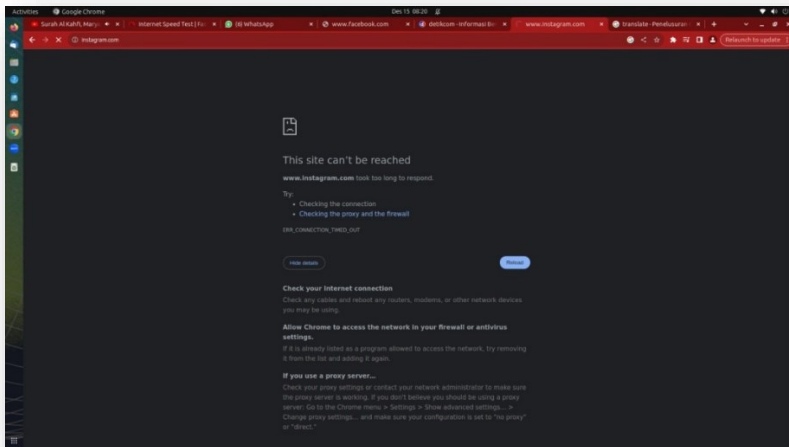 Activities Google Chrome Des 15 08:20
Sarah Al Kahfi, Mary Internet Speed Test | Fa (6) WhatsApp www.facebook.com detikcom - Informasi Be www.instagram.com translate - Penelusuran
instagram.com Relaunch to update
This site can't be reached
www.instagram.com took too long to respond.
Try:
Checking the connection
Checking the proxy and the firewall
ERR_CONNECTION_TIMED_OUT
Hide details Reload
Check your Internet connection
Check any cables and reboot any routers, modems, or other network devices
you may be using.
Allow Chrome to access the network in your firewall or antivirus
settings.
If it is already listed as a program allowed to access the network, try removing
it from the list and adding it again.
If you use a proxy server...
Check your proxy settings or contact your network administrator to make sure
the proxy server is working. If you don't believe you should be using a proxy
server: Go to the Chrome menu > Settings > Show advanced settings... >
Change proxy settings... and make sure your configuration is set to "no proxy"
or "direct."